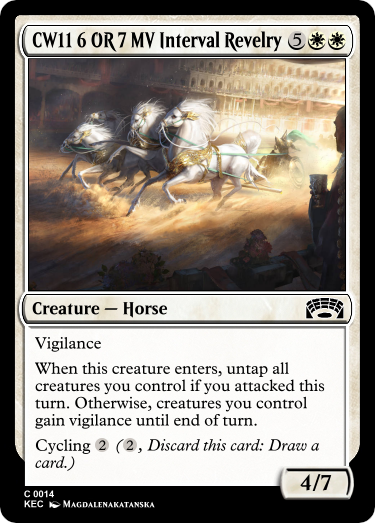 CW11 6 OR 7 MV Interval Revelry 5
Creature — Horse
Vigilance
When this creature enters, untap all
creatures you control if you attacked this
turn. Otherwise, creatures you control
gain vigilance until end of turn.
Cycling 2 (2, Discard this card: Draw a
card.)
4/7
C 0014
KEC Magdalenakatanska